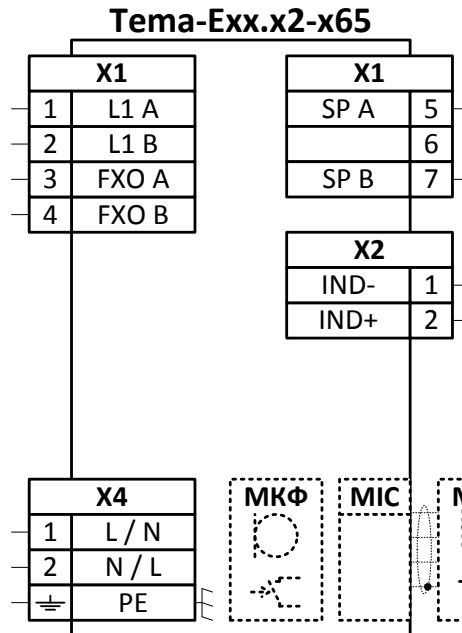 Tema-Exx.x2-x65
X1
1 L1 A
2 L1 B
3 FXO A
4 FXO B
X1
SP A 5
6
SP B 7
X2
IND- 1
IND+ 2
X4
1 L / N
2 N / L
PE
МКФ
MIC